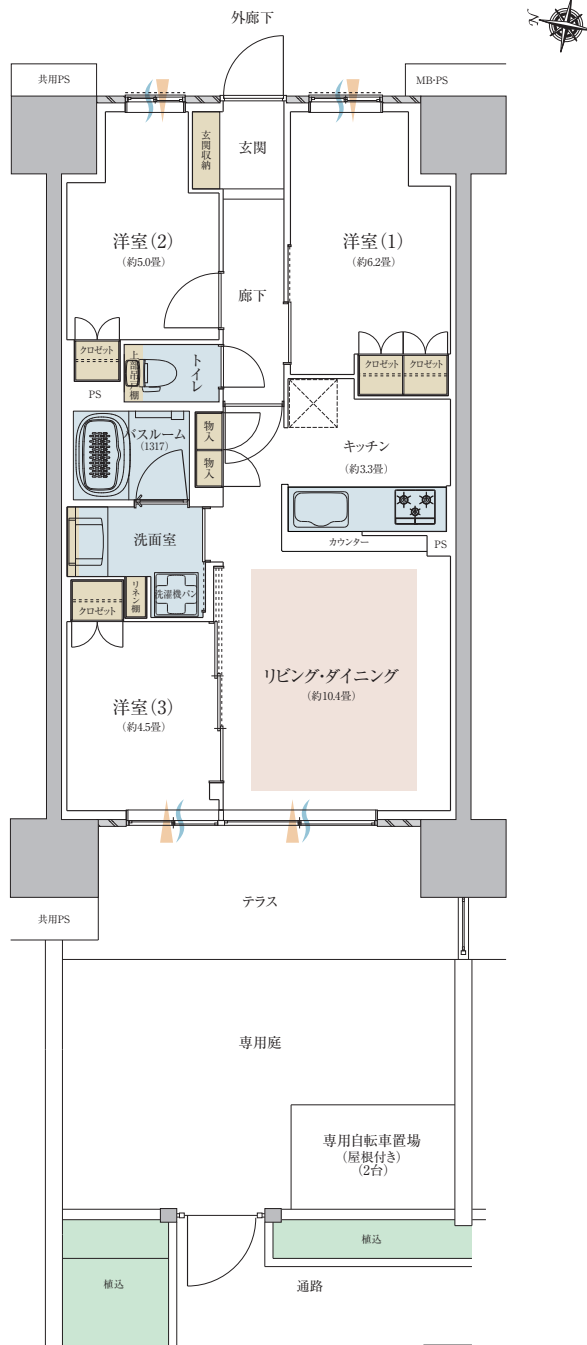 外廊下
N
共用PS
MB・PS
玄関収納
玄関
洋室(2)
(約5.0畳)
洋室(1)
(約6.2畳)
廊下
クロゼット
上部吊戸棚
トイレ
クロゼット
クロゼット
PS
バスルーム
(1317)
物入
物入
キッチン
(約3.3畳)
洗面室
カウンター
PS
クロゼット
リネン棚
洗濯機パン
リビング・ダイニング
(約10.4畳)
洋室(3)
(約4.5畳)
テラス
共用PS
専用庭
専用自転車置場
(屋根付き)
(2台)
植込
植込
通路